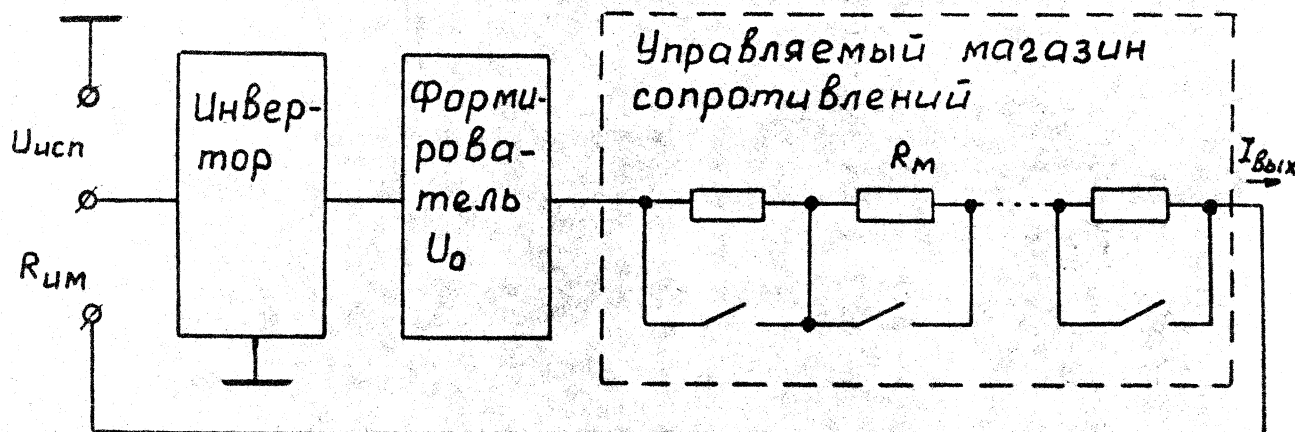 Управляемый магазин
сопротивлений
Инвер-
тор
Форми-
рова-
тель
U₀
Uисп
Rим
Rм
Iвых